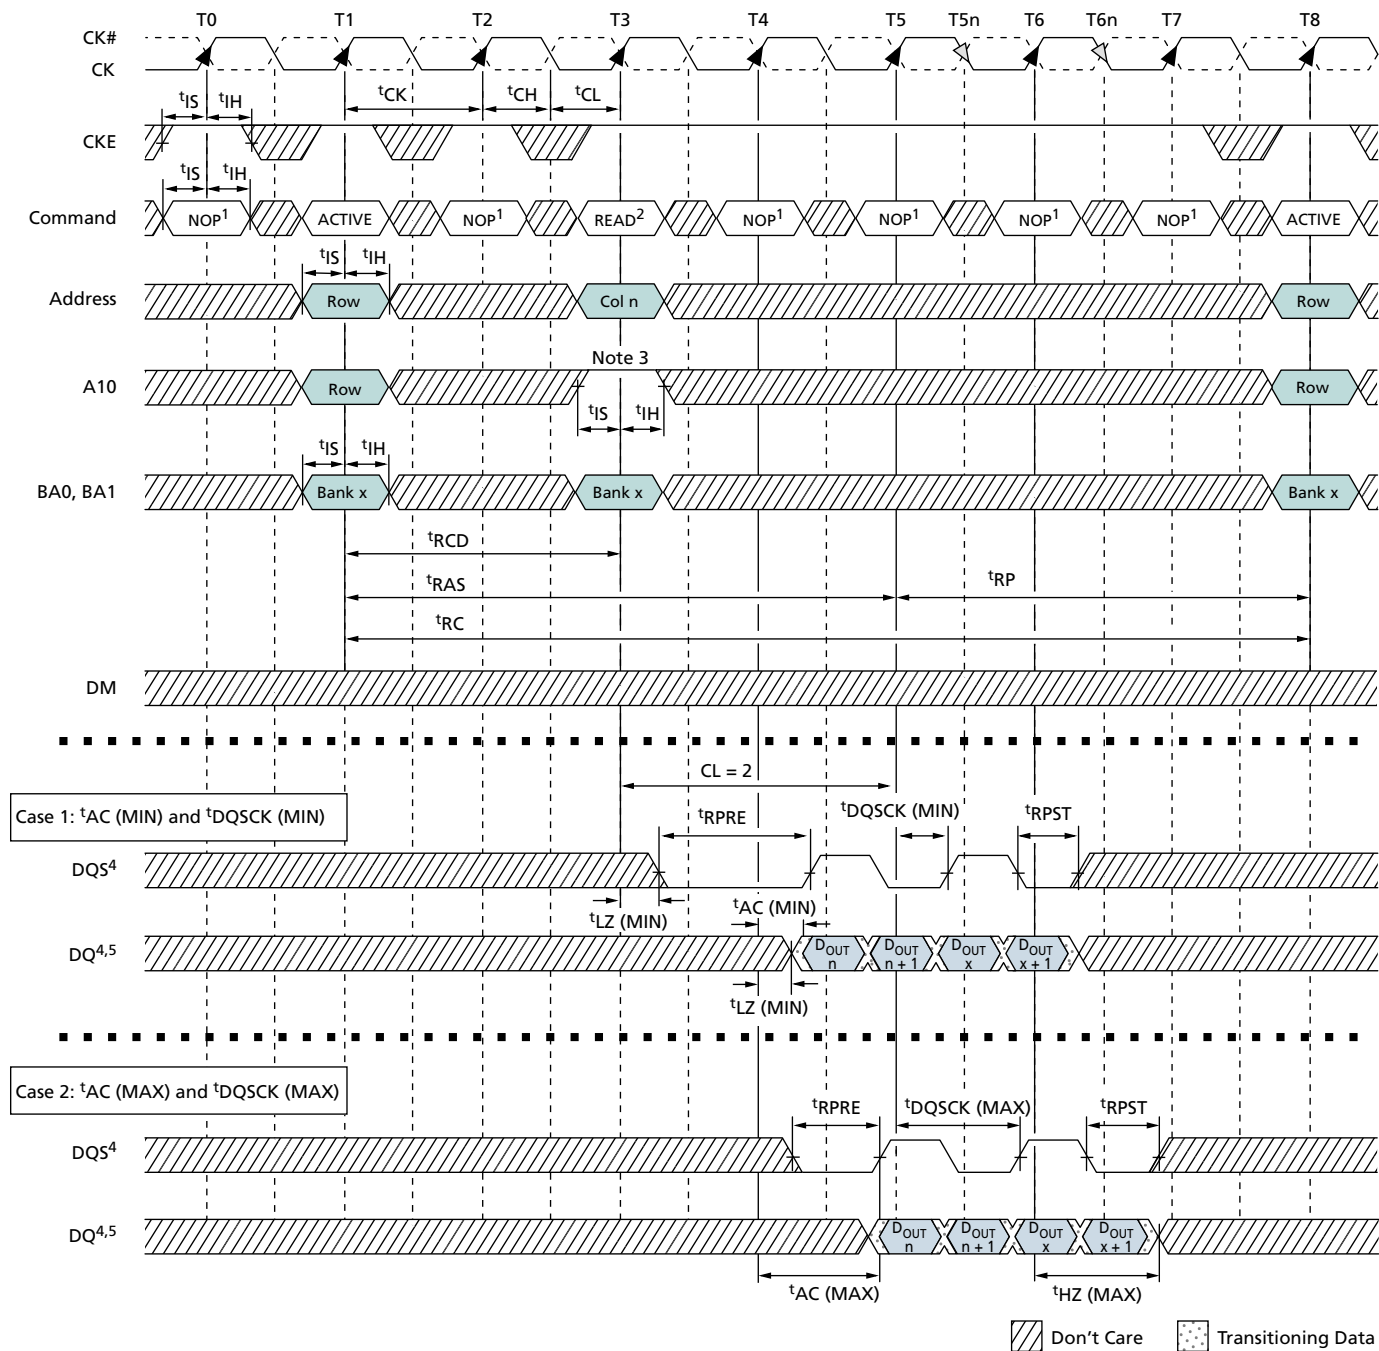 T0 T1 T2 T3 T4 T5 T5n T6 T6n T7 T8
CK#
CK
tIS tIH tCK tCH tCL
CKE
tIS tIH
Command NOP1 ACTIVE NOP1 READ2 NOP1 NOP1 NOP1 NOP1 ACTIVE
tIS tIH
Address Row Col n Row
Note 3
A10 Row Row
tIS tIH
tIS tIH
BA0, BA1 Bank x Bank x Bank x
tRCD
tRAS tRP
tRC
DM
CL = 2
Case 1: tAC (MIN) and tDQSCK (MIN)
tRPRE tDQSCK (MIN) tRPST
DQS4
tLZ (MIN) tAC (MIN)
DQ4,5 DOUT n DOUT n + 1 DOUT x DOUT x + 1
tLZ (MIN)
Case 2: tAC (MAX) and tDQSCK (MAX)
tRPRE tDQSCK (MAX) tRPST
DQS4
DQ4,5 DOUT n DOUT n + 1 DOUT x DOUT x + 1
tAC (MAX) tHZ (MAX)
Don't Care Transitioning Data